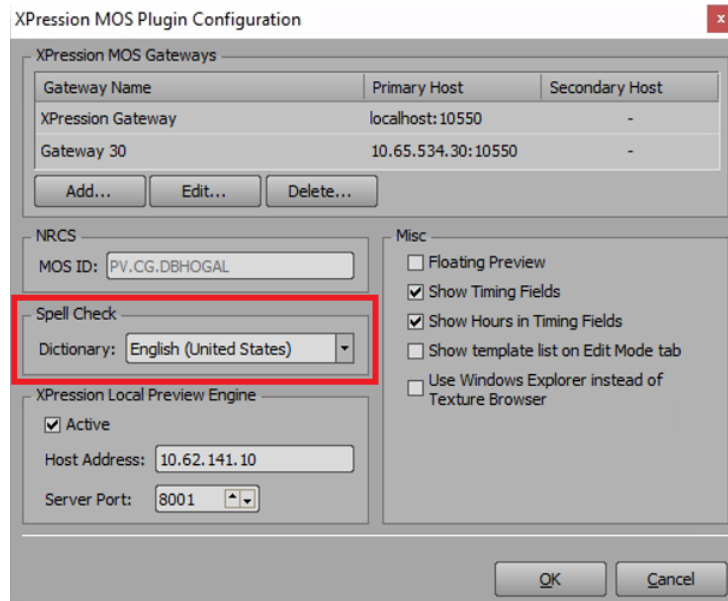 XPression MOS Plugin Configuration
x
XPression MOS Gateways
Gateway Name Primary Host Secondary Host
XPression Gateway localhost:10550 -
Gateway 30 10.65.534.30:10550 -
Add... Edit... Delete...
NRCS
MOS ID: PV.CG.DBHOGAL
Spell Check
Dictionary: English (United States)
XPression Local Preview Engine
Active
Host Address: 10.62.141.10
Server Port: 8001
Misc
Floating Preview
Show Timing Fields
Show Hours in Timing Fields
Show template list on Edit Mode tab
Use Windows Explorer instead of
Texture Browser
OK Cancel